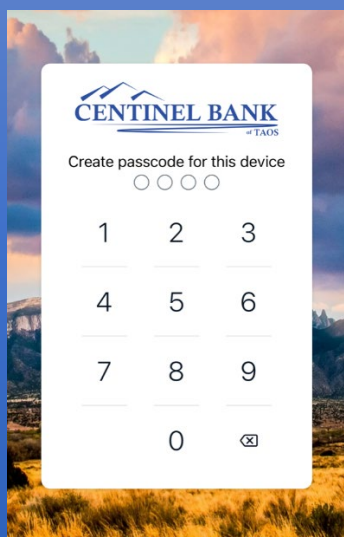 CENTINEL BANK
of TAOS
Create passcode for this device
1 2 3
4 5 6
7 8 9
0